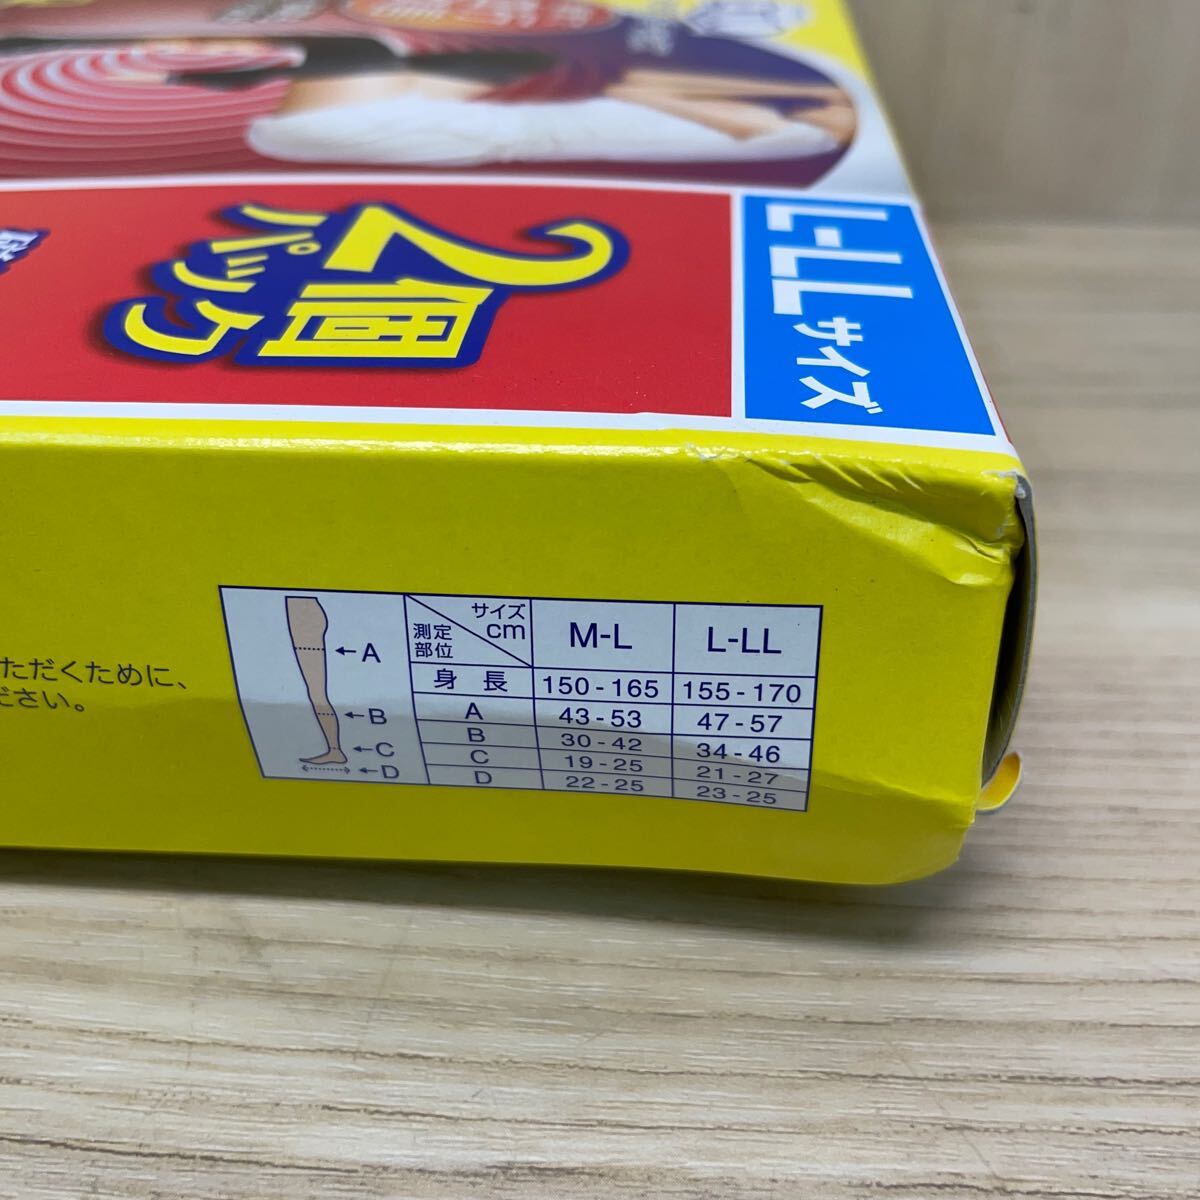 2個
パック
L-LLサイズ
ただくために、
ださい。
←A
←B
←C
←D
サイズ cm 測定部位 M-L L-LL
身長 150-165 155-170
A 43-53 47-57
B 30-42 34-46
C 19-25 21-27
D 22-25 23-25